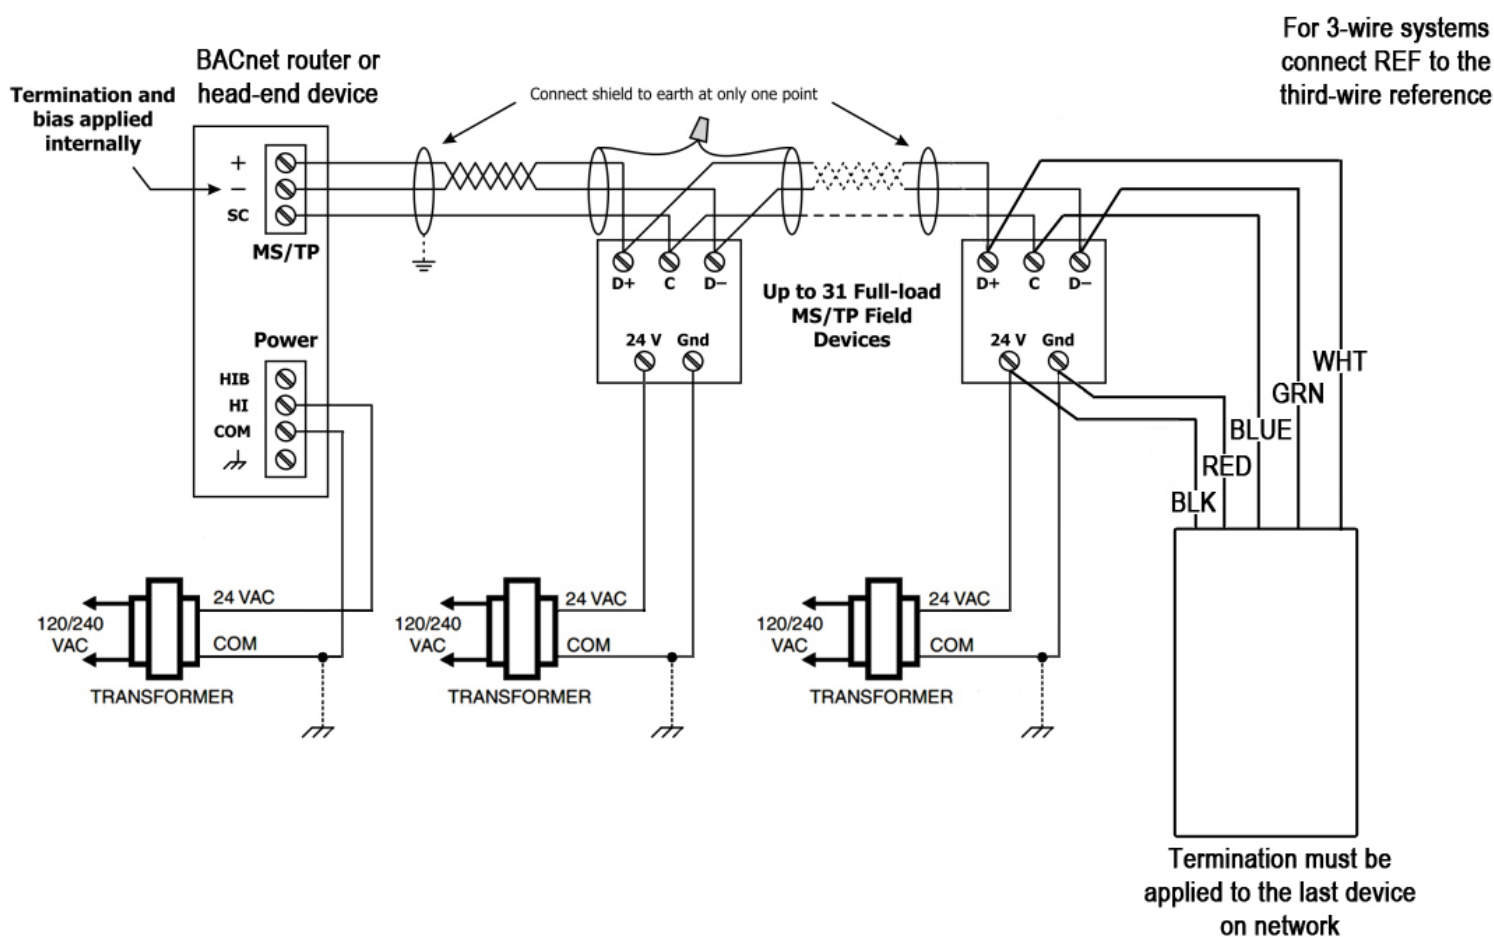 For 3-wire systems
connect REF to the
third-wire reference
BACnet router or
head-end device
Termination and
bias applied
internally
Connect shield to earth at only one point
+
−
SC
MS/TP
D+ C D−
D+ C D−
Up to 31 Full-load
MS/TP Field
Devices
Power
24 V Gnd
24 V Gnd
HIB
HI
COM
WHT
GRN
BLUE
RED
BLK
24 VAC
120/240
VAC
COM
TRANSFORMER
24 VAC
120/240
VAC
COM
TRANSFORMER
24 VAC
120/240
VAC
COM
TRANSFORMER
Termination must be
applied to the last device
on network